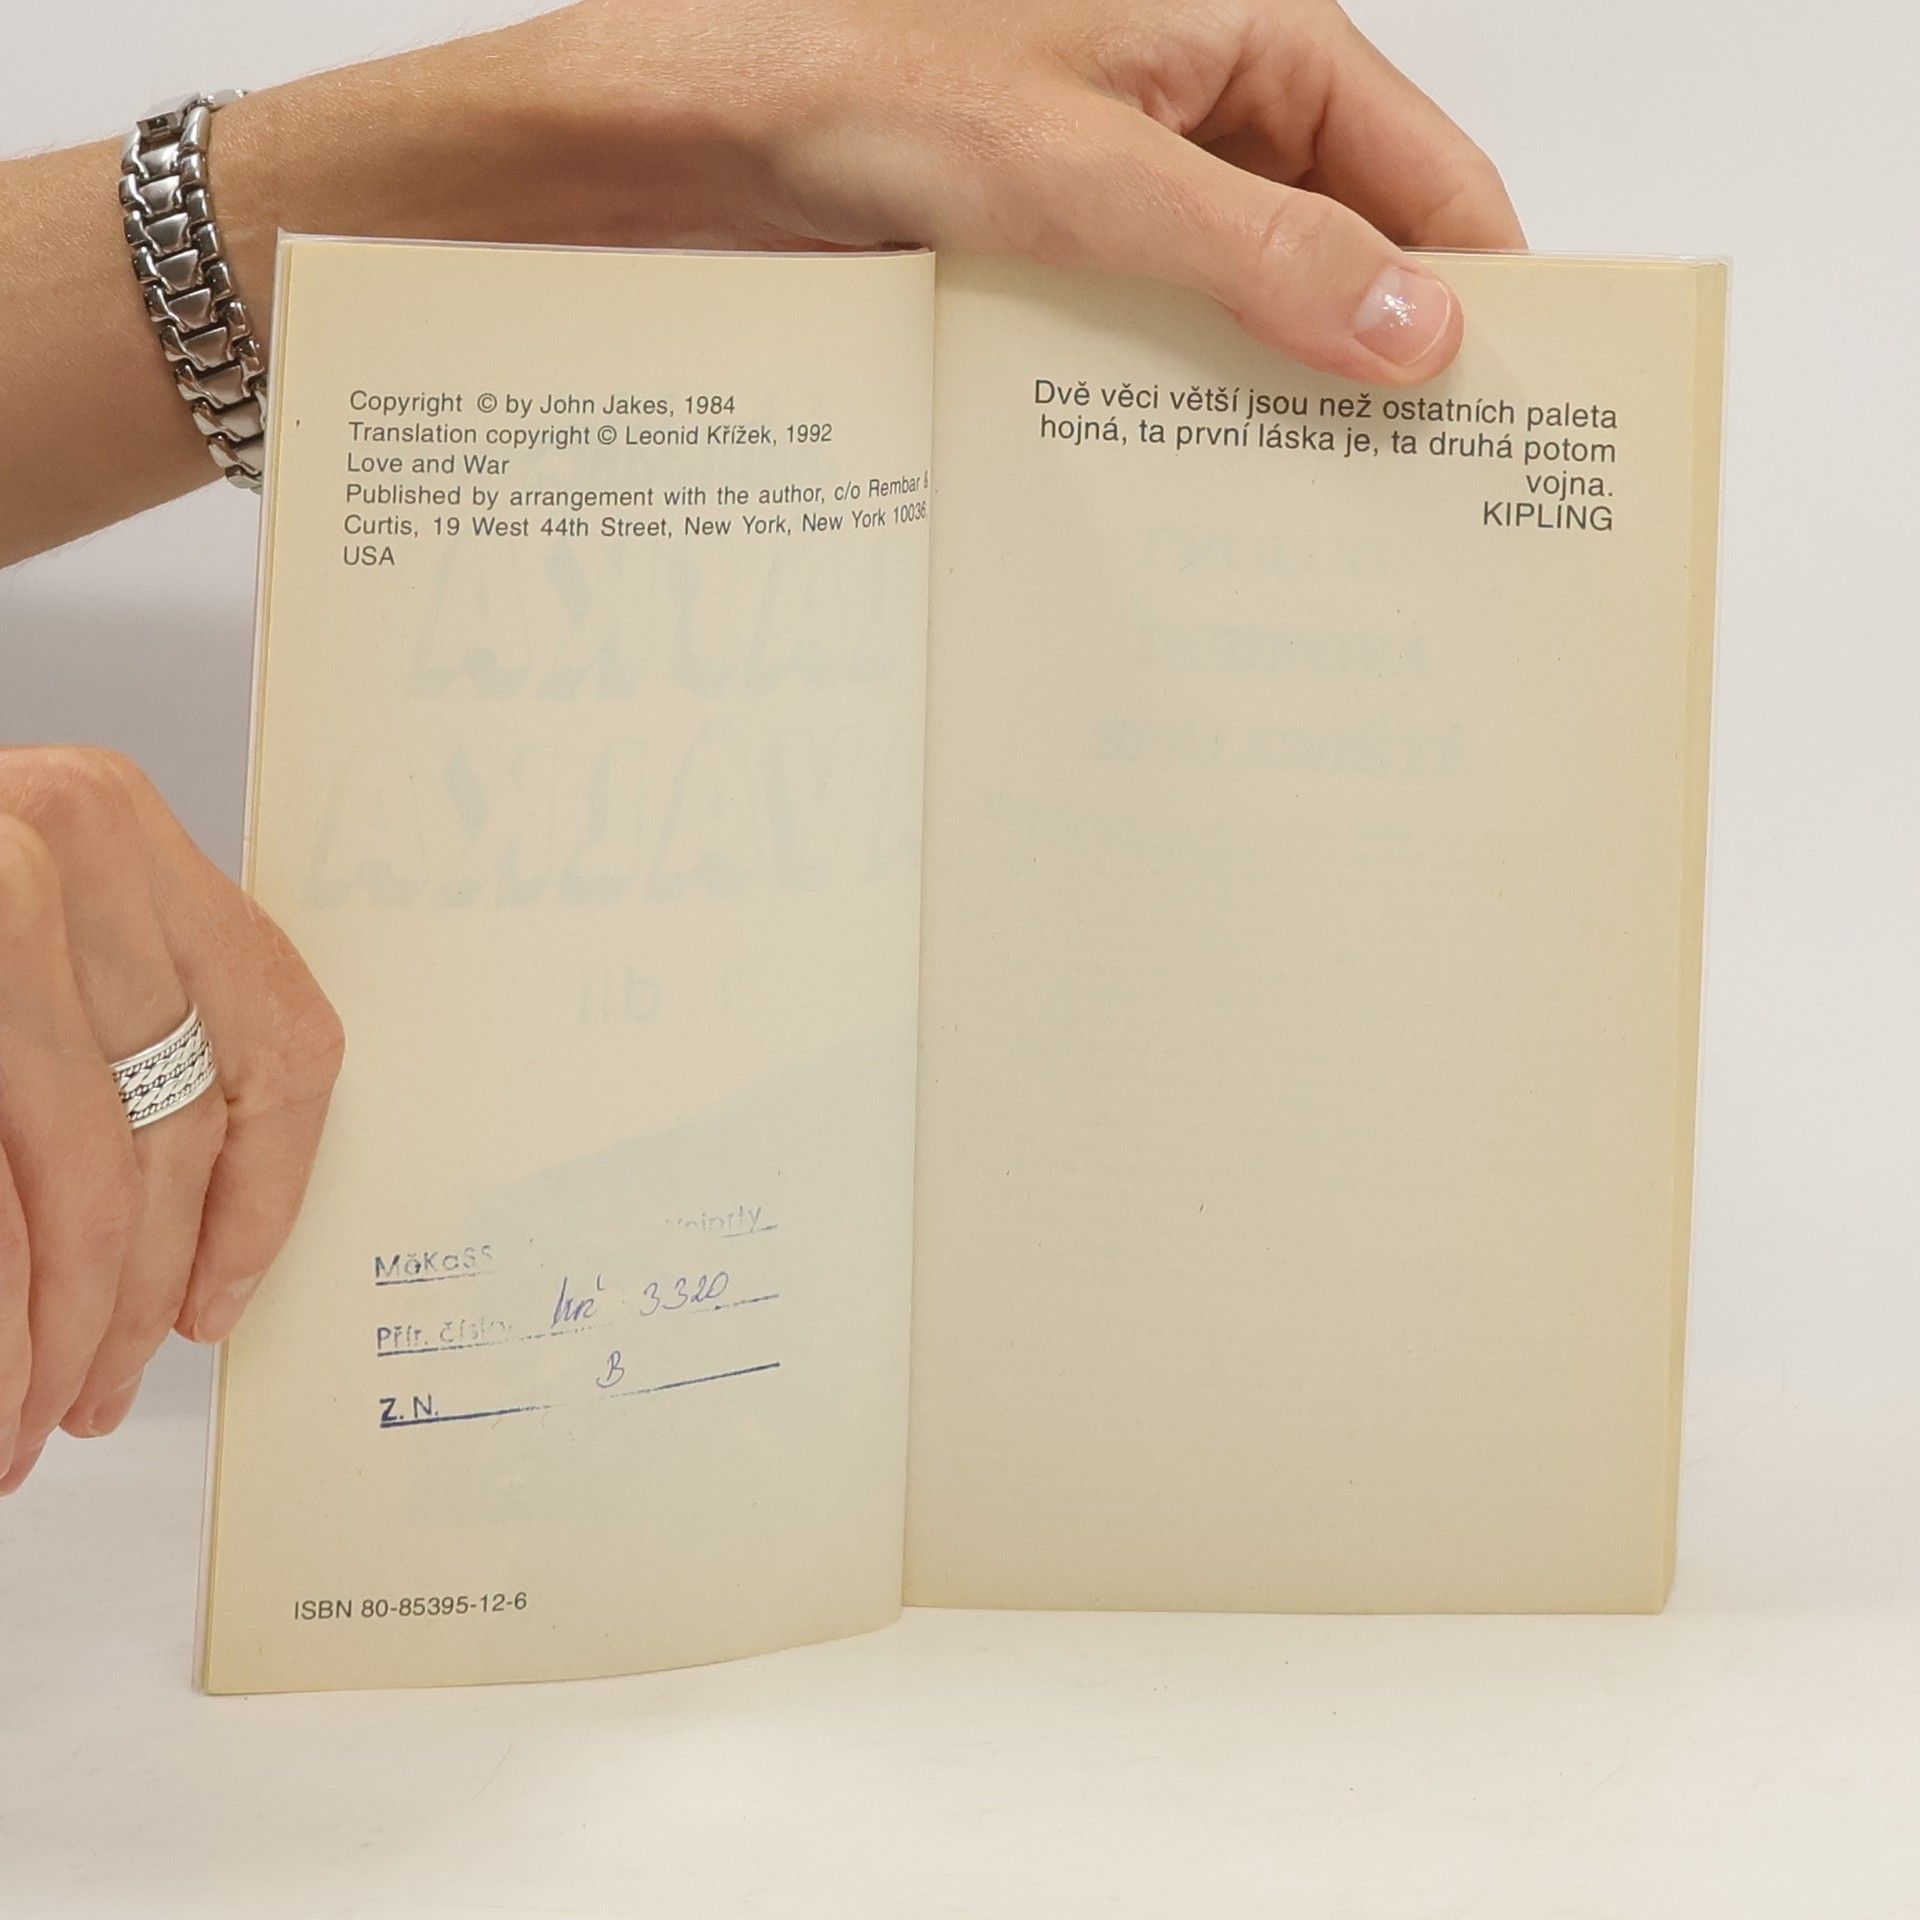 Copyright © by John Jakes, 1984
Translation copyright © Leonid Křížek, 1992
Love and War
Published by arrangement with the author, c/o Rembar &
Curtis, 19 West 44th Street, New York, New York 10036,
USA
MěKaSS Vejprty
Přír. číslo 3320
Z. N. B
ISBN 80-85395-12-6
Dvě věci větší jsou než ostatních paleta
hojná, ta první láska je, ta druhá potom
vojna.
KIPLING